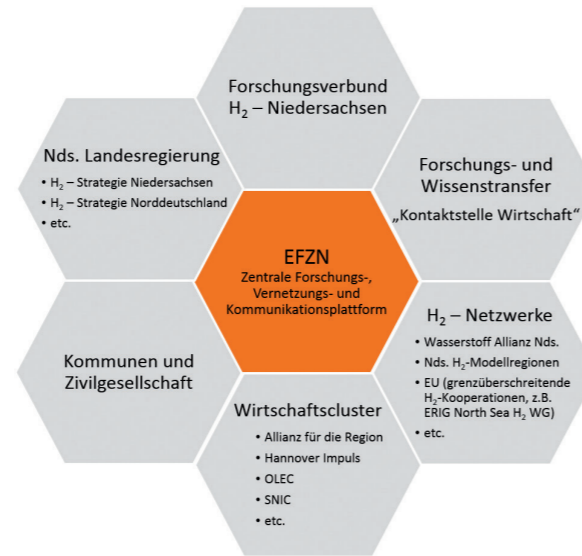 Forschungsverbund
H₂ – Niedersachsen
Nds. Landesregierung
• H₂ – Strategie Niedersachsen
• H₂ – Strategie Norddeutschland
• etc.
Forschungs- und
Wissenstransfer
„Kontaktstelle Wirtschaft“
EFZN
Zentrale Forschungs-,
Vernetzungs- und
Kommunikationsplattform
Kommunen und
Zivilgesellschaft
H₂ – Netzwerke
• Wasserstoff Allianz Nds.
• Nds. H₂-Modellregionen
• EU (grenzüberschreitende
H₂-Kooperationen, z.B.
ERIG North Sea H₂ WG)
• etc.
Wirtschaftscluster
• Allianz für die Region
• Hannover Impuls
• OLEC
• SNIC
• etc.